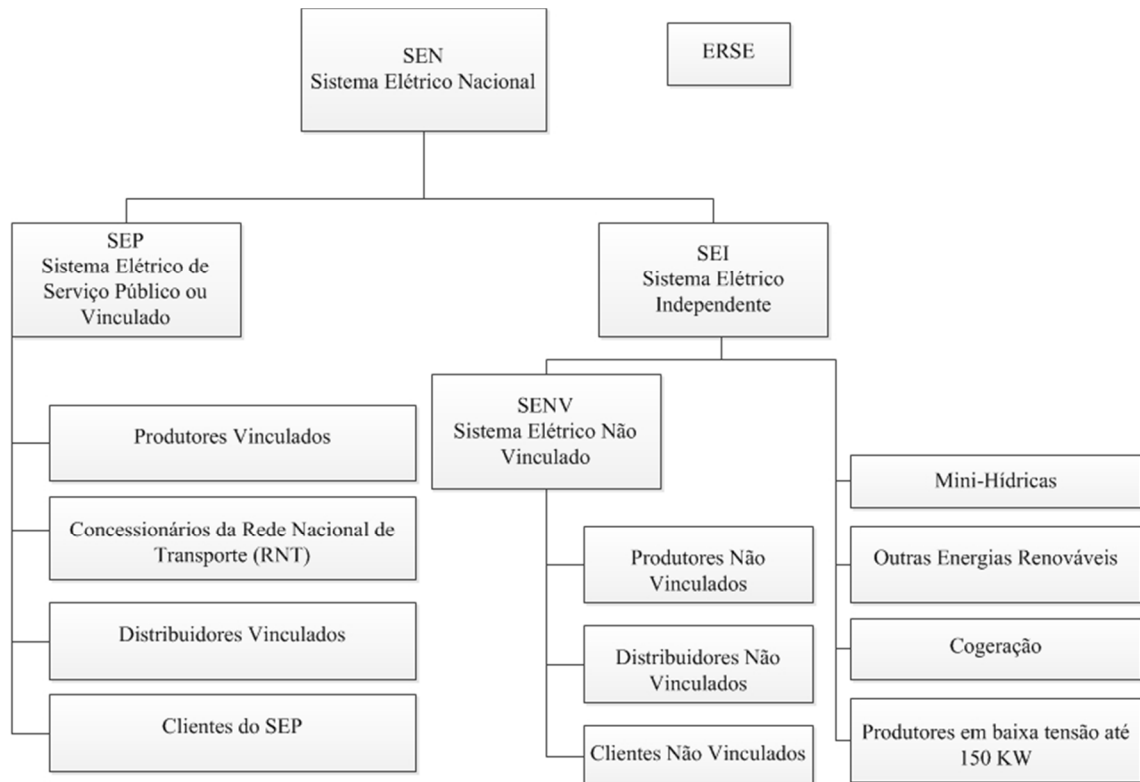 SEN
Sistema Elétrico Nacional
ERSE
SEP
Sistema Elétrico de
Serviço Público ou
Vinculado
SEI
Sistema Elétrico
Independente
Produtores Vinculados
Concessionários da Rede Nacional de
Transporte (RNT)
Distribuidores Vinculados
Clientes do SEP
SENV
Sistema Elétrico Não
Vinculado
Produtores Não
Vinculados
Distribuidores Não
Vinculados
Clientes Não Vinculados
Mini-Hídricas
Outras Energias Renováveis
Cogeração
Produtores em baixa tensão até
150 KW